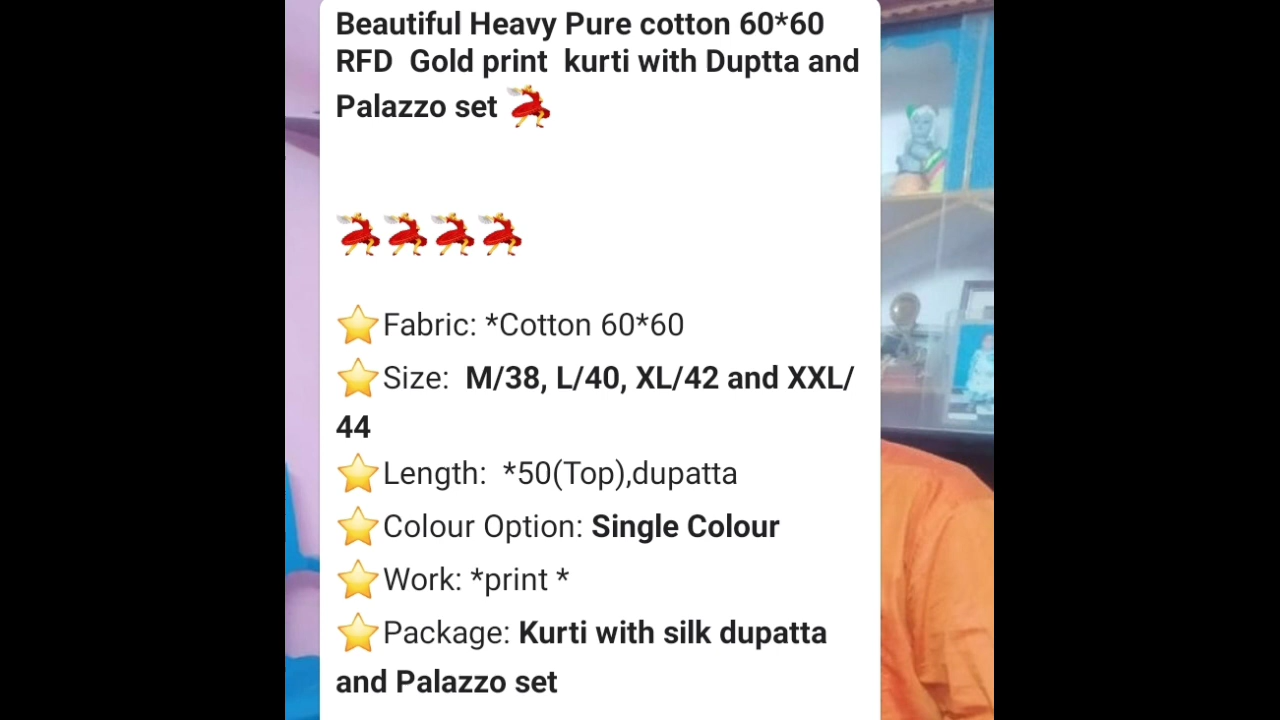 Beautiful Heavy Pure cotton 60*60
RFD  Gold print  kurti with Duptta and
Palazzo set 💃
💃💃💃💃
⭐Fabric: *Cotton 60*60
⭐Size:  M/38, L/40, XL/42 and XXL/
44
⭐Length:  *50(Top),dupatta
⭐Colour Option: Single Colour
⭐Work: *print *
⭐Package: Kurti with silk dupatta
and Palazzo set